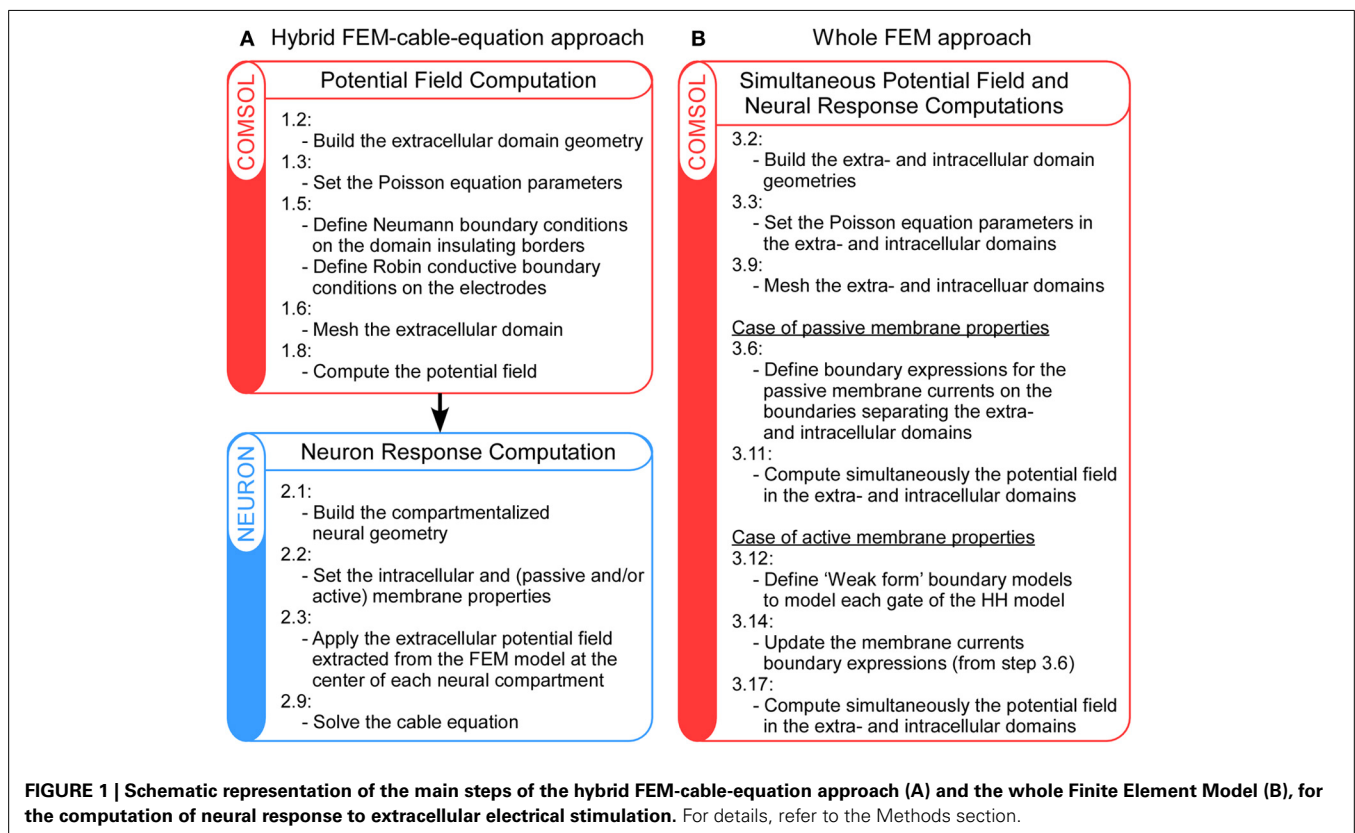 A Hybrid FEM-cable-equation approach
COMSOL
Potential Field Computation
1.2:
- Build the extracellular domain geometry
1.3:
- Set the Poisson equation parameters
1.5:
- Define Neumann boundary conditions
on the domain insulating borders
- Define Robin conductive boundary
conditions on the electrodes
1.6:
- Mesh the extracellular domain
1.8:
- Compute the potential field
NEURON
Neuron Response Computation
2.1:
- Build the compartmentalized
neural geometry
2.2:
- Set the intracellular and (passive and/or
active) membrane properties
2.3:
- Apply the extracellular potential field
extracted from the FEM model at the
center of each neural compartment
2.9:
- Solve the cable equation
B Whole FEM approach
COMSOL
Simultaneous Potential Field and
Neural Response Computations
3.2:
- Build the extra- and intracellular domain
geometries
3.3:
- Set the Poisson equation parameters in
the extra- and intracellular domains
3.9:
- Mesh the extra- and intracelluar domains
Case of passive membrane properties
3.6:
- Define boundary expressions for the
passive membrane currents on the
boundaries separating the extra-
and intracellular domains
3.11:
- Compute simultaneously the potential field
in the extra- and intracellular domains
Case of active membrane properties
3.12:
- Define 'Weak form' boundary models
to model each gate of the HH model
3.14:
- Update the membrane currents
boundary expressions (from step 3.6)
3.17:
- Compute simultaneously the potential field
in the extra- and intracellular domains
FIGURE 1 | Schematic representation of the main steps of the hybrid FEM-cable-equation approach (A) and the whole Finite Element Model (B), for
the computation of neural response to extracellular electrical stimulation. For details, refer to the Methods section.